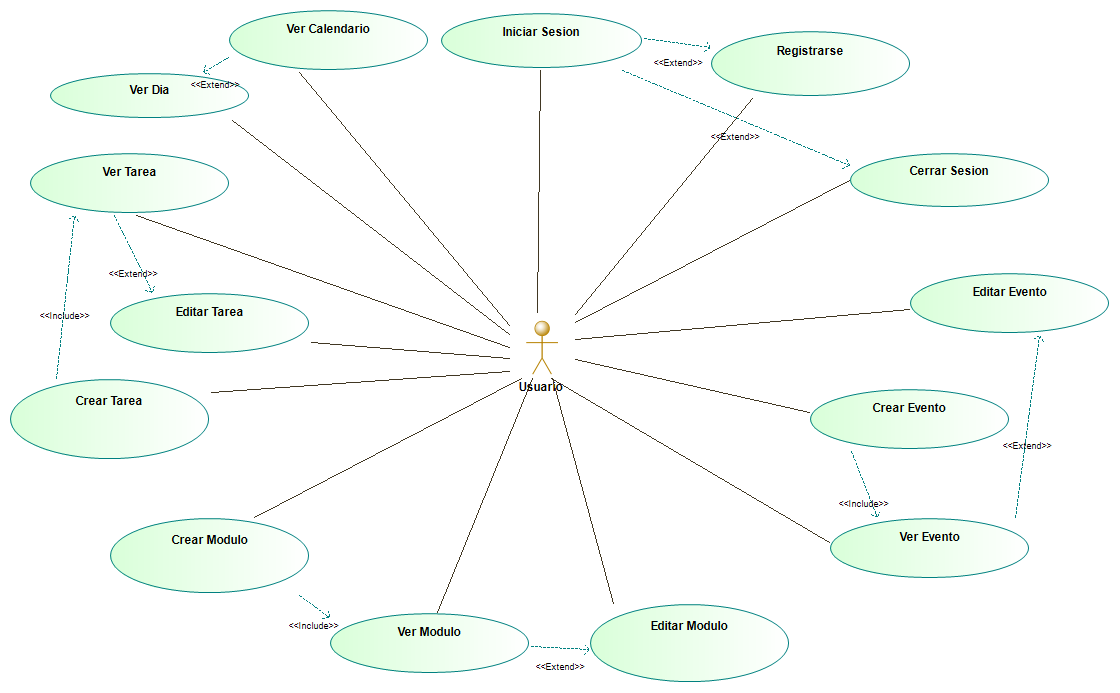 Ver Calendario
Iniciar Sesion
Registrarse
<<Extend>>
Ver Dia
<<Extend>>
<<Extend>>
Ver Tarea
Cerrar Sesion
<<Extend>>
Editar Evento
Editar Tarea
<<Include>>
Usuario
Crear Tarea
Crear Evento
<<Extend>>
<<Include>>
Crear Modulo
Ver Evento
<<Include>>
Ver Modulo
Editar Modulo
<<Extend>>